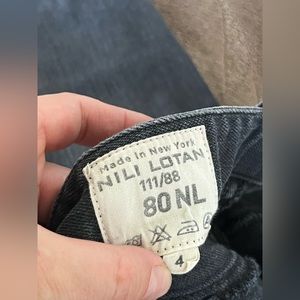 Made in New York
NILI LOTAN
111/88
80 NL
4